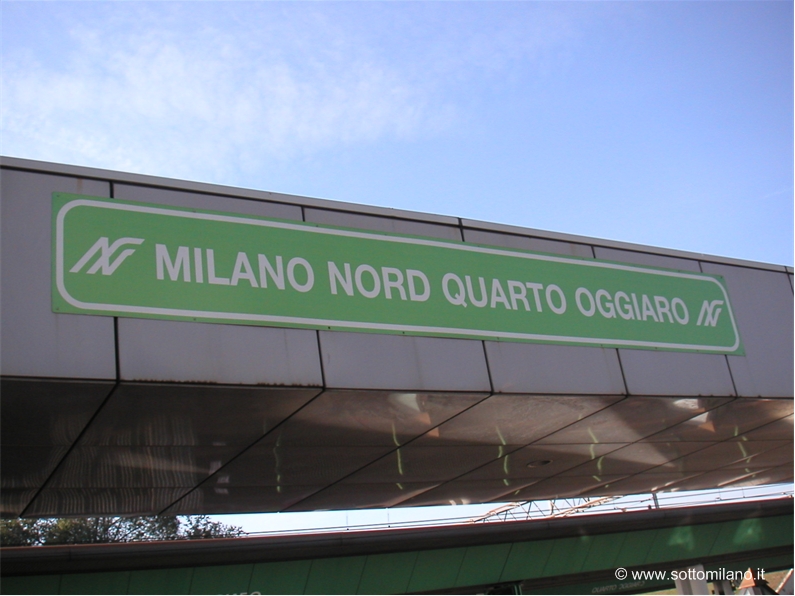 MILANO NORD QUARTO OGGIARO
© www.sottomilano.it